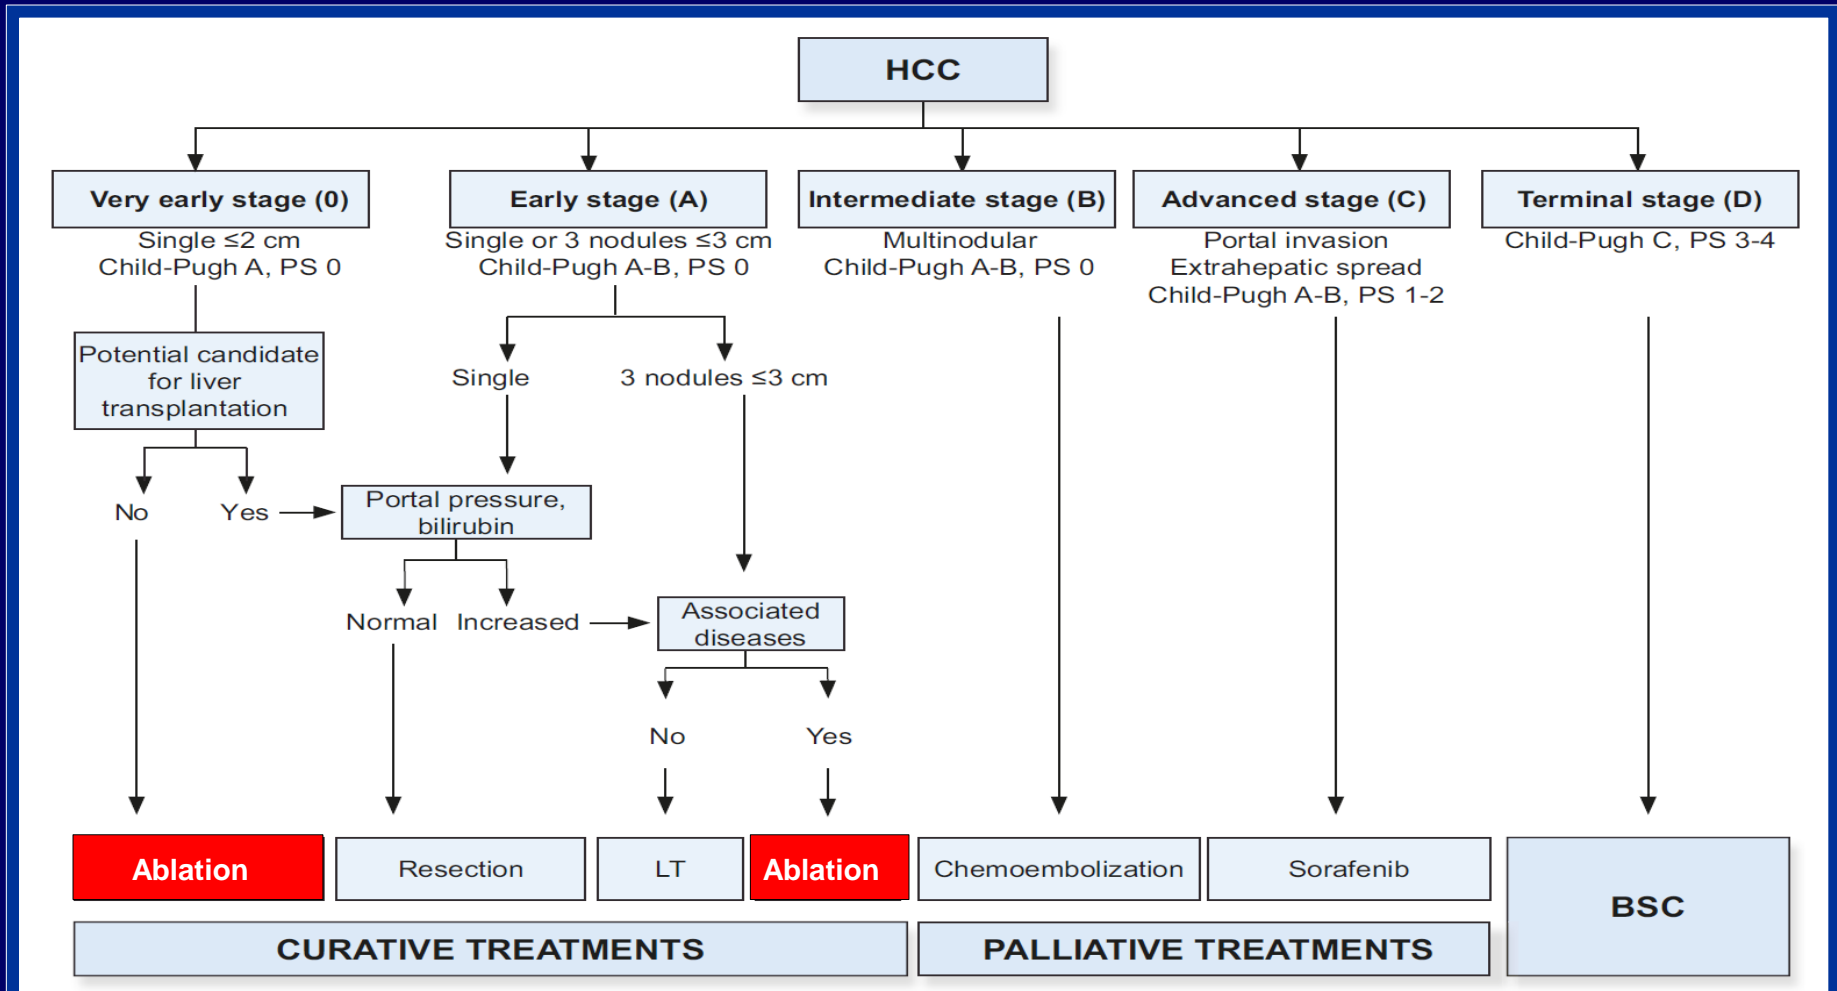 HCC
Very early stage (0)
Single ≤2 cm
Child-Pugh A, PS 0
Early stage (A)
Single or 3 nodules ≤3 cm
Child-Pugh A-B, PS 0
Intermediate stage (B)
Multinodular
Child-Pugh A-B, PS 0
Advanced stage (C)
Portal invasion
Extrahepatic spread
Child-Pugh A-B, PS 1-2
Terminal stage (D)
Child-Pugh C, PS 3-4
Potential candidate
for liver
transplantation
Single
3 nodules ≤3 cm
No
Yes
Portal pressure,
bilirubin
Normal
Increased
Associated
diseases
No
Yes
Ablation
Resection
LT
Ablation
Chemoembolization
Sorafenib
BSC
CURATIVE TREATMENTS
PALLIATIVE TREATMENTS